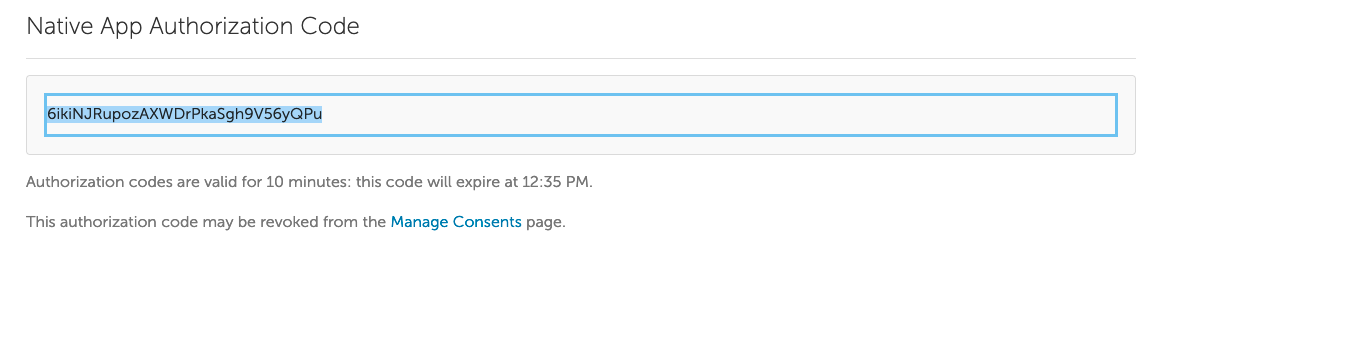 Native App Authorization Code
6ikiNJRupozAXWDrPkaSgh9V56yQPu
Authorization codes are valid for 10 minutes: this code will expire at 12:35 PM.
This authorization code may be revoked from the Manage Consents page.